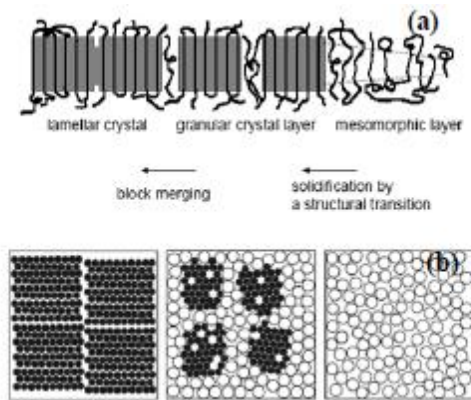 (a)
lamellar crystal granular crystal layer mesomorphic layer
block merging
solidification by
a structural transition
(b)